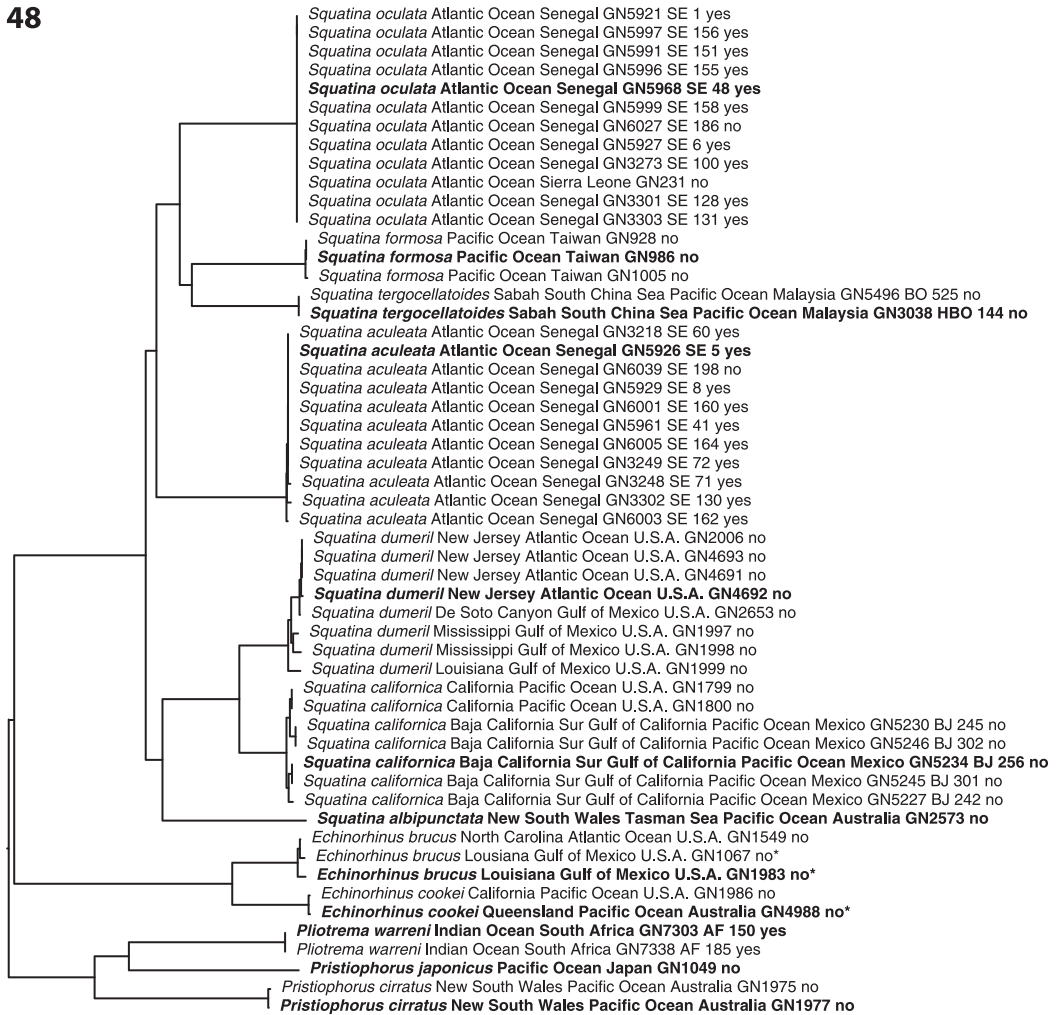 48
Squatina oculata Atlantic Ocean Senegal GN5921 SE 1 yes
Squatina oculata Atlantic Ocean Senegal GN5997 SE 156 yes
Squatina oculata Atlantic Ocean Senegal GN5991 SE 151 yes
Squatina oculata Atlantic Ocean Senegal GN5996 SE 155 yes
Squatina oculata Atlantic Ocean Senegal GN5968 SE 48 yes
Squatina oculata Atlantic Ocean Senegal GN5999 SE 158 yes
Squatina oculata Atlantic Ocean Senegal GN6027 SE 186 no
Squatina oculata Atlantic Ocean Senegal GN5927 SE 6 yes
Squatina oculata Atlantic Ocean Senegal GN3273 SE 100 yes
Squatina oculata Atlantic Ocean Sierra Leone GN231 no
Squatina oculata Atlantic Ocean Senegal GN3301 SE 128 yes
Squatina oculata Atlantic Ocean Senegal GN3303 SE 131 yes
Squatina formosa Pacific Ocean Taiwan GN928 no
Squatina formosa Pacific Ocean Taiwan GN986 no
Squatina formosa Pacific Ocean Taiwan GN1005 no
Squatina tergocellatoides Sabah South China Sea Pacific Ocean Malaysia GN5496 BO 525 no
Squatina tergocellatoides Sabah South China Sea Pacific Ocean Malaysia GN3038 HBO 144 no
Squatina aculeata Atlantic Ocean Senegal GN3218 SE 60 yes
Squatina aculeata Atlantic Ocean Senegal GN5926 SE 5 yes
Squatina aculeata Atlantic Ocean Senegal GN6039 SE 198 no
Squatina aculeata Atlantic Ocean Senegal GN5929 SE 8 yes
Squatina aculeata Atlantic Ocean Senegal GN6001 SE 160 yes
Squatina aculeata Atlantic Ocean Senegal GN5961 SE 41 yes
Squatina aculeata Atlantic Ocean Senegal GN6005 SE 164 yes
Squatina aculeata Atlantic Ocean Senegal GN3249 SE 72 yes
Squatina aculeata Atlantic Ocean Senegal GN3248 SE 71 yes
Squatina aculeata Atlantic Ocean Senegal GN3302 SE 130 yes
Squatina aculeata Atlantic Ocean Senegal GN6003 SE 162 yes
Squatina dumeril New Jersey Atlantic Ocean U.S.A. GN2006 no
Squatina dumeril New Jersey Atlantic Ocean U.S.A. GN4693 no
Squatina dumeril New Jersey Atlantic Ocean U.S.A. GN4691 no
Squatina dumeril New Jersey Atlantic Ocean U.S.A. GN4692 no
Squatina dumeril De Soto Canyon Gulf of Mexico U.S.A. GN2653 no
Squatina dumeril Mississippi Gulf of Mexico U.S.A. GN1997 no
Squatina dumeril Mississippi Gulf of Mexico U.S.A. GN1998 no
Squatina dumeril Louisiana Gulf of Mexico U.S.A. GN1999 no
Squatina californica California Pacific Ocean U.S.A. GN1799 no
Squatina californica California Pacific Ocean U.S.A. GN1800 no
Squatina californica Baja California Sur Gulf of California Pacific Ocean Mexico GN5230 BJ 245 no
Squatina californica Baja California Sur Gulf of California Pacific Ocean Mexico GN5246 BJ 302 no
Squatina californica Baja California Sur Gulf of California Pacific Ocean Mexico GN5234 BJ 256 no
Squatina californica Baja California Sur Gulf of California Pacific Ocean Mexico GN5245 BJ 301 no
Squatina californica Baja California Sur Gulf of California Pacific Ocean Mexico GN5227 BJ 242 no
Squatina albipunctata New South Wales Tasman Sea Pacific Ocean Australia GN2573 no
Echinorhinus brucus North Carolina Atlantic Ocean U.S.A. GN1549 no
Echinorhinus brucus Lousiana Gulf of Mexico U.S.A. GN1067 no*
Echinorhinus brucus Louisiana Gulf of Mexico U.S.A. GN1983 no*
Echinorhinus cookei California Pacific Ocean U.S.A. GN1986 no
Echinorhinus cookei Queensland Pacific Ocean Australia GN4988 no*
Pliotrema warreni Indian Ocean South Africa GN7303 AF 150 yes
Pliotrema warreni Indian Ocean South Africa GN7338 AF 185 yes
Pristiophorus japonicus Pacific Ocean Japan GN1049 no
Pristiophorus cirratus New South Wales Pacific Ocean Australia GN1975 no
Pristiophorus cirratus New South Wales Pacific Ocean Australia GN1977 no